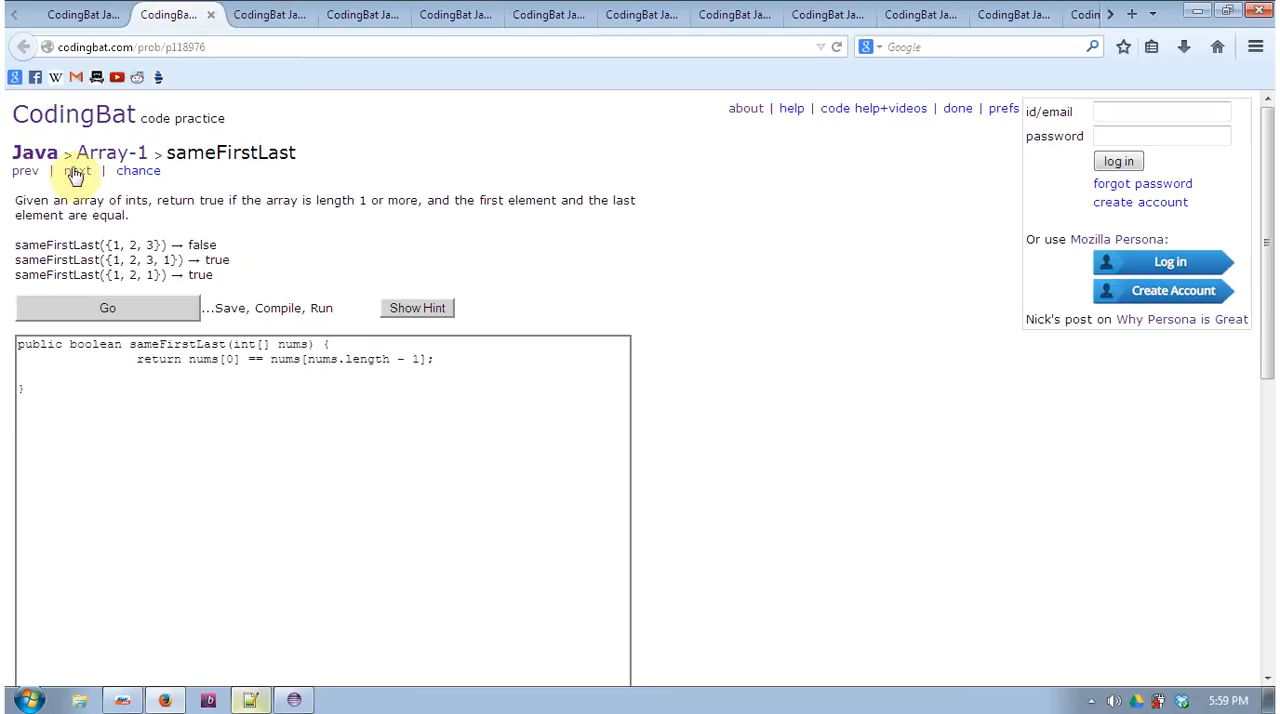 CodingBat Ja...
CodingBa...
CodingBat Ja...
CodingBat Ja...
CodingBat Ja...
CodingBat Ja...
CodingBat Ja...
CodingBat Ja...
CodingBat Ja...
CodingBat Ja...
CodingBat Ja...
Codin
codingbat.com/prob/p118976
Google
CodingBat code practice
about | help | code help+videos | done | prefs
id/email
password
log in
forgot password
create account
Or use Mozilla Persona:
Log in
Create Account
Nick's post on Why Persona is Great
Java > Array-1 > sameFirstLast
prev | next | chance
Given an array of ints, return true if the array is length 1 or more, and the first element and the last
element are equal.
sameFirstLast({1, 2, 3}) → false
sameFirstLast({1, 2, 3, 1}) → true
sameFirstLast({1, 2, 1}) → true
Go ...Save, Compile, Run Show Hint
public boolean sameFirstLast(int[] nums) {
return nums[0] == nums[nums.length - 1];
}
5:59 PM